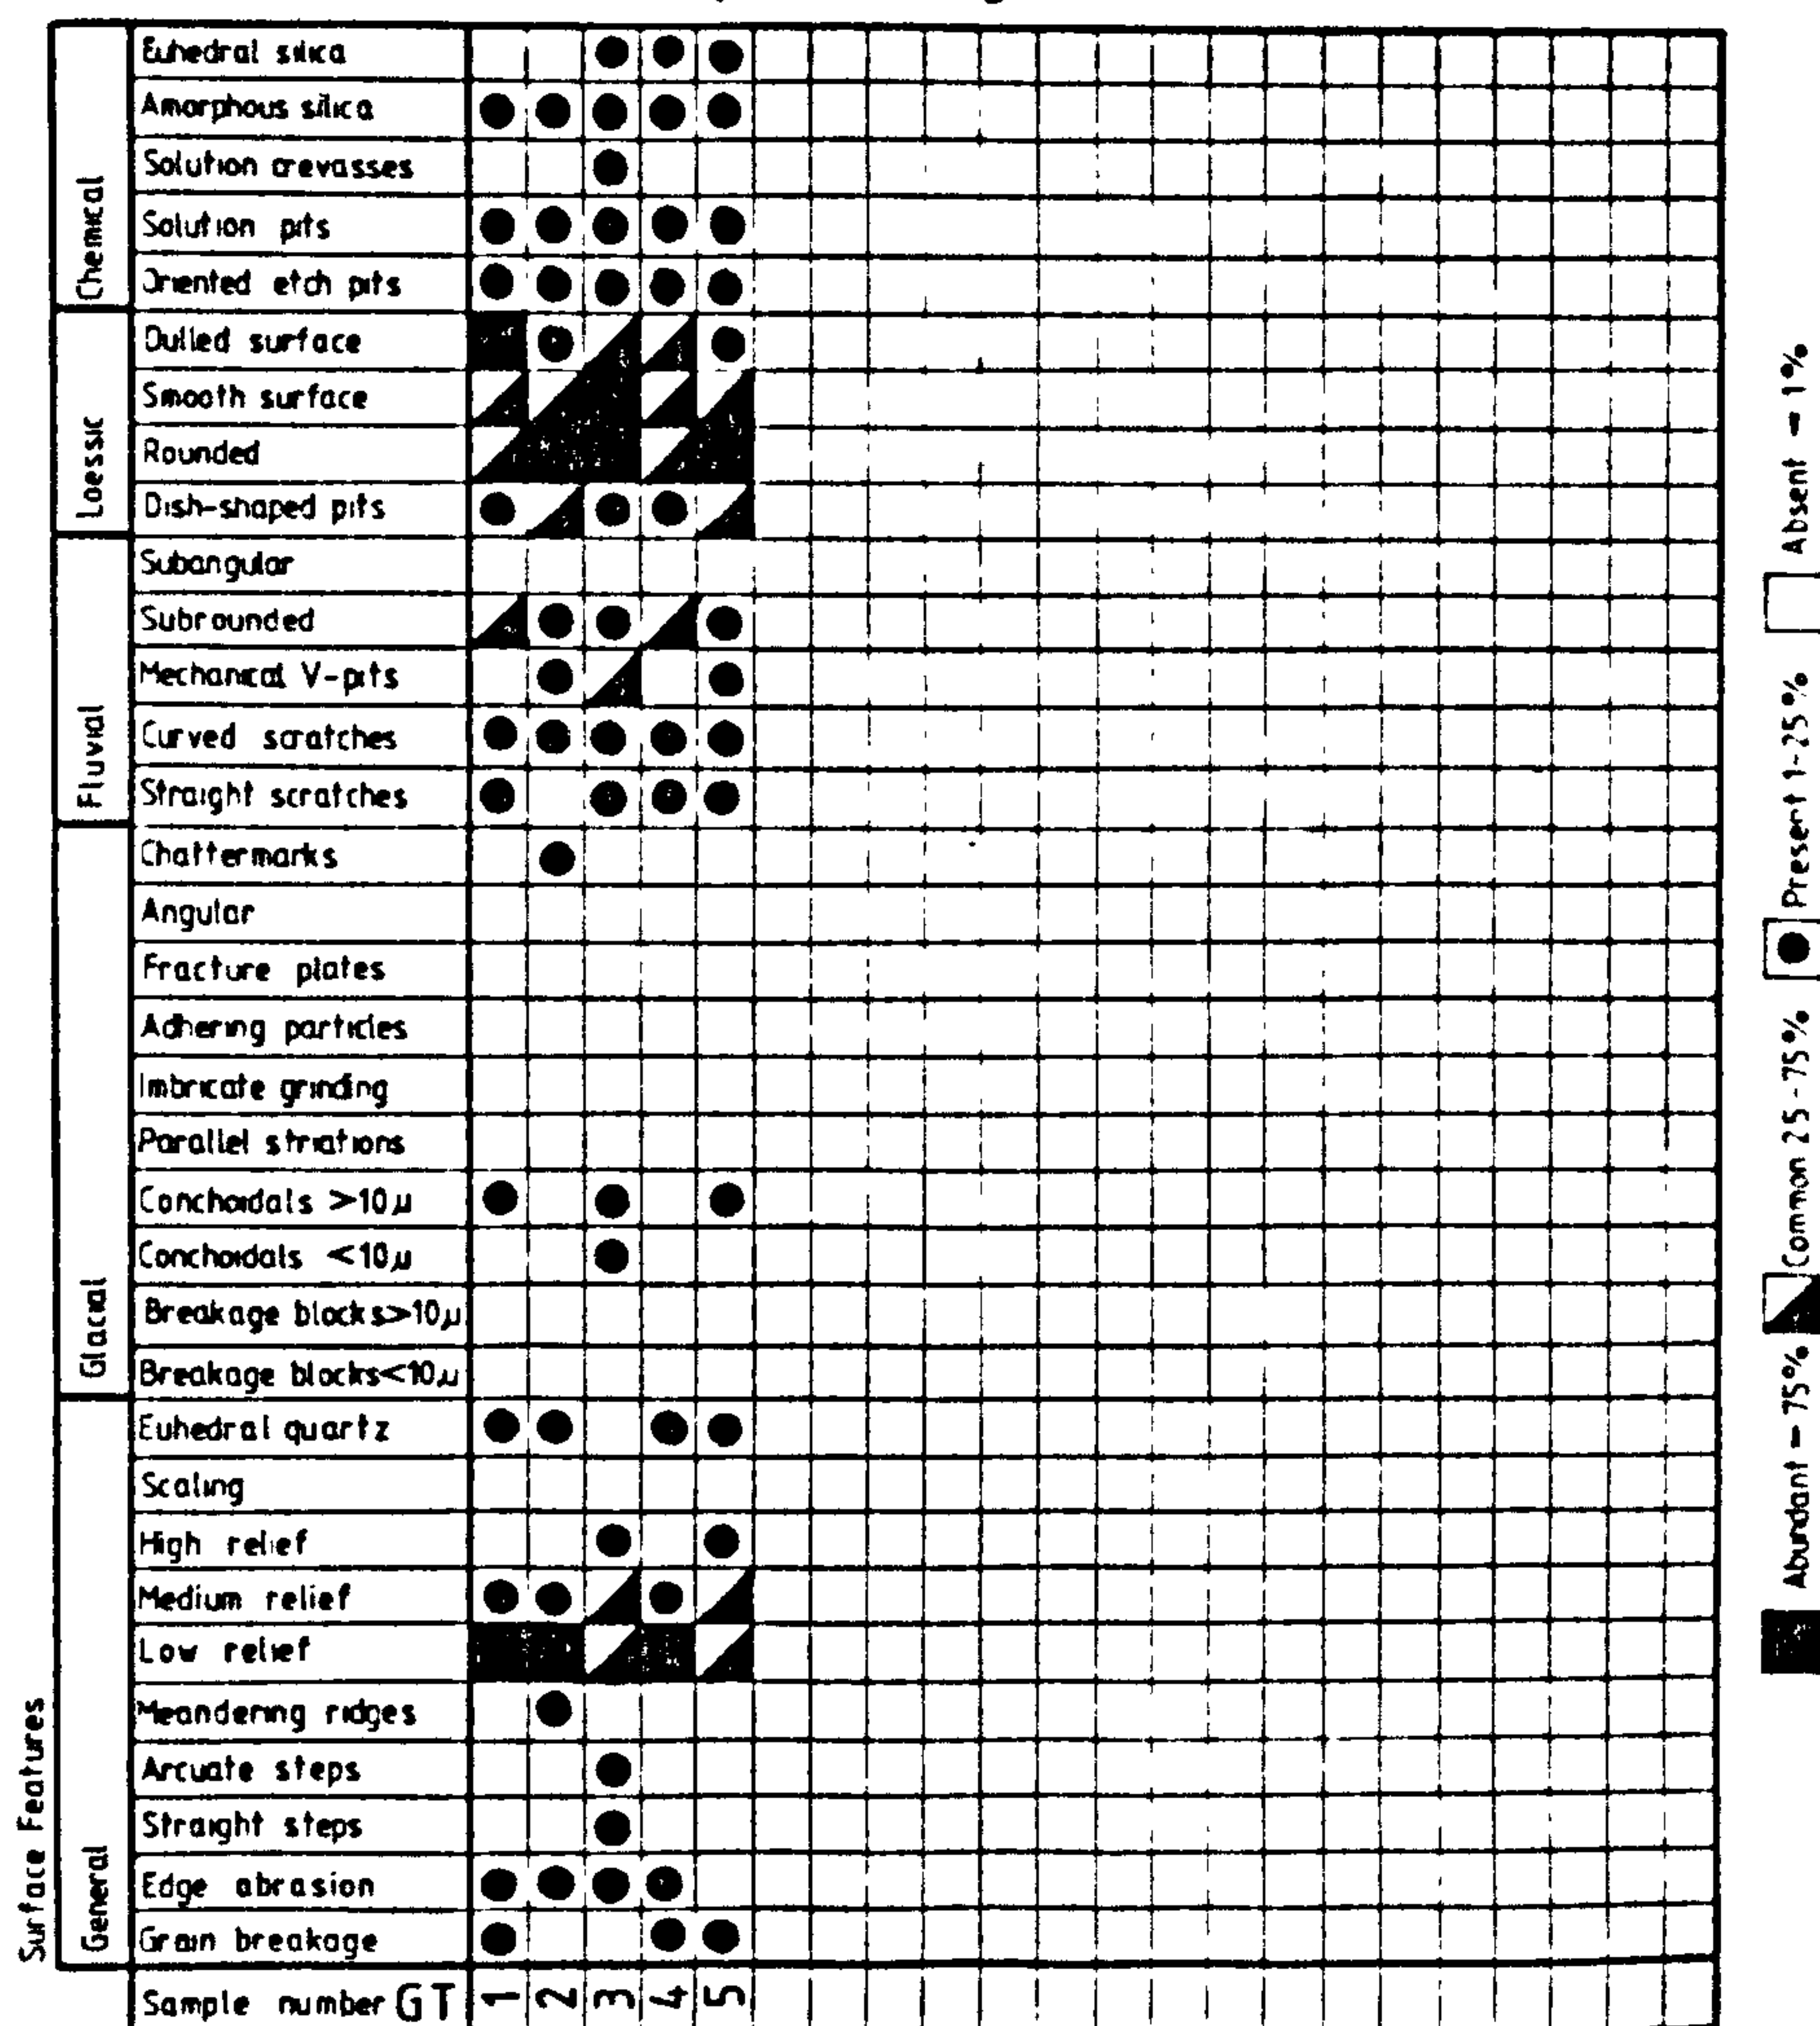 Chemical
Euhedral silica
Amorphous silica
Solution crevasses
Solution pits
Oriented etch pits
Loessic
Dulled surface
Smooth surface
Rounded
Dish-shaped pits
Fluvial
Subangular
Subrounded
Mechanical V-pits
Curved scratches
Straight scratches
Glacial
Chattermarks
Angular
Fracture plates
Adhering particles
Imbricate grinding
Parallel striations
Conchoidals >10µ
Conchoidals <10µ
Breakage blocks>10µ
Breakage blocks<10µ
Surface Features
General
Euhedral quartz
Scaling
High relief
Medium relief
Low relief
Meandering ridges
Arcuate steps
Straight steps
Edge abrasion
Grain breakage
Sample number GT 1 2 3 4 5
Abundant - 75%
Common 25-75%
Present 1-25%
Absent - 1%